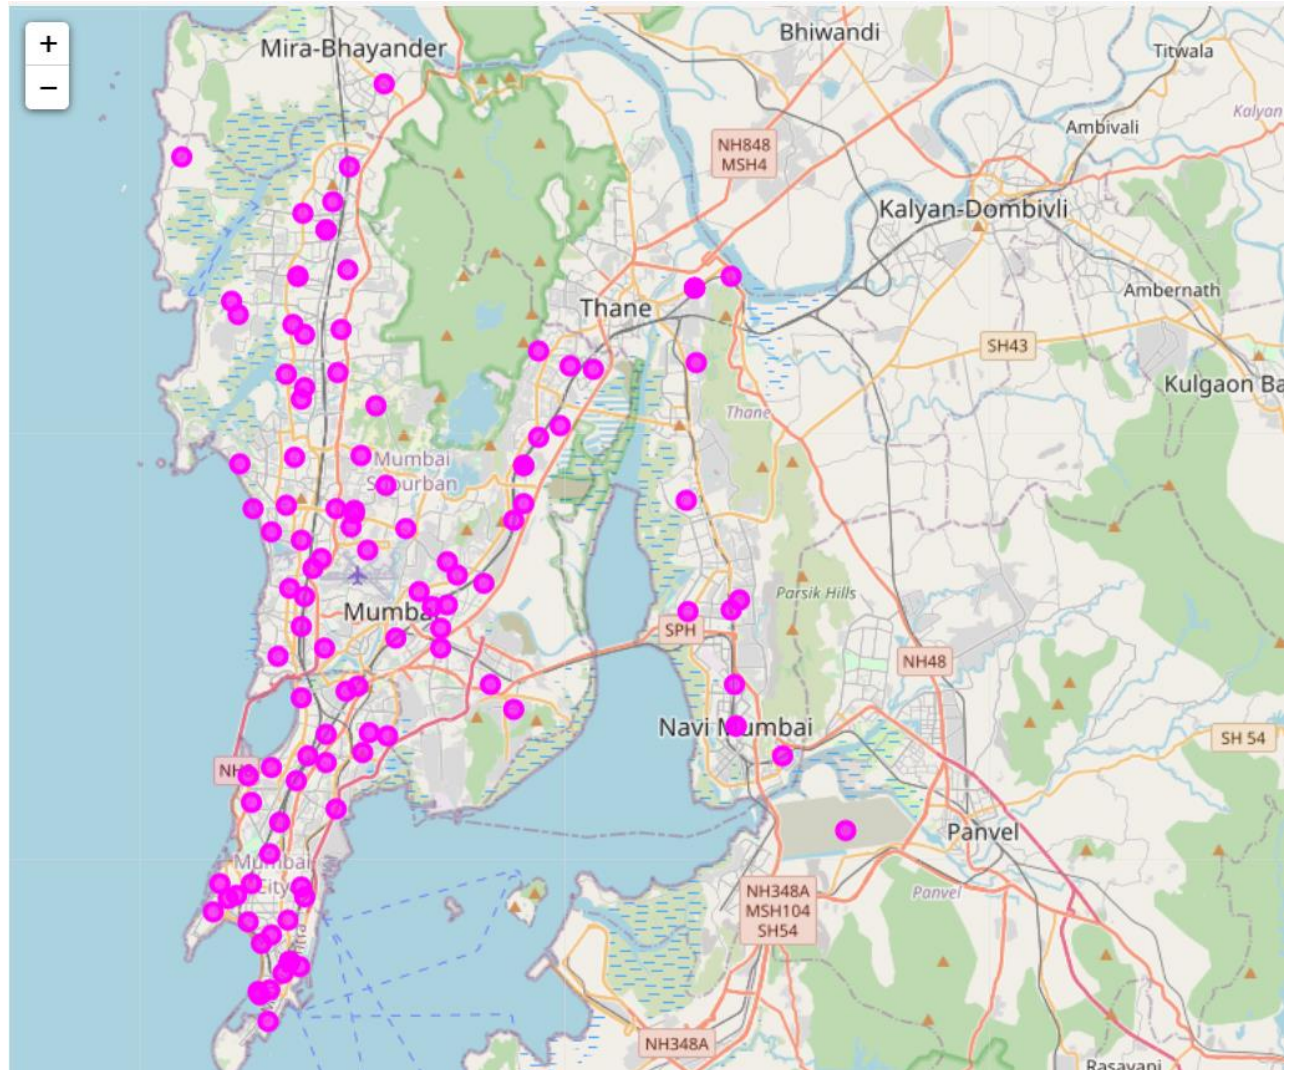 +
−
Mira-Bhayander
Bhiwandi
Titwala
Kalyan
Ambivali
NH848
MSH4
Kalyan-Dombivli
Ambernath
Thane
SH43
Kulgaon Ba
Thane
Mumbai
Suburban
Parsik Hills
Mumba
SPH
NH48
Navi Mumbai
SH 54
NH
Panvel
Mumbai
City
NH348A
MSH104
SH54
Panvel
NH348A
Rasayani